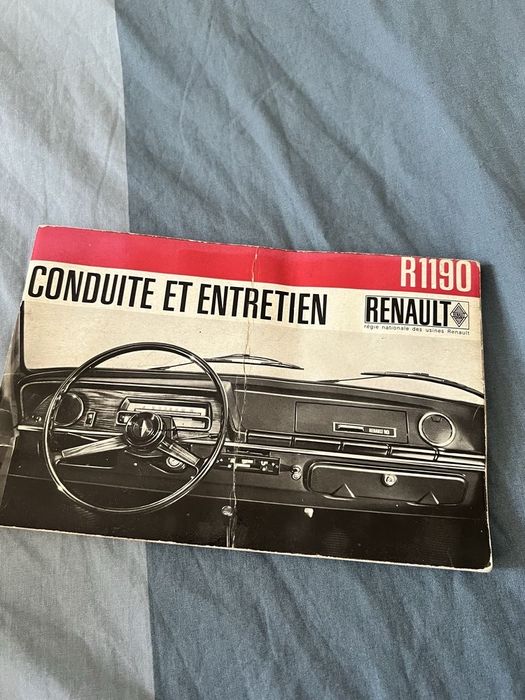 R1190
CONDUITE ET ENTRETIEN
RENAULT
régie nationale des usines Renault